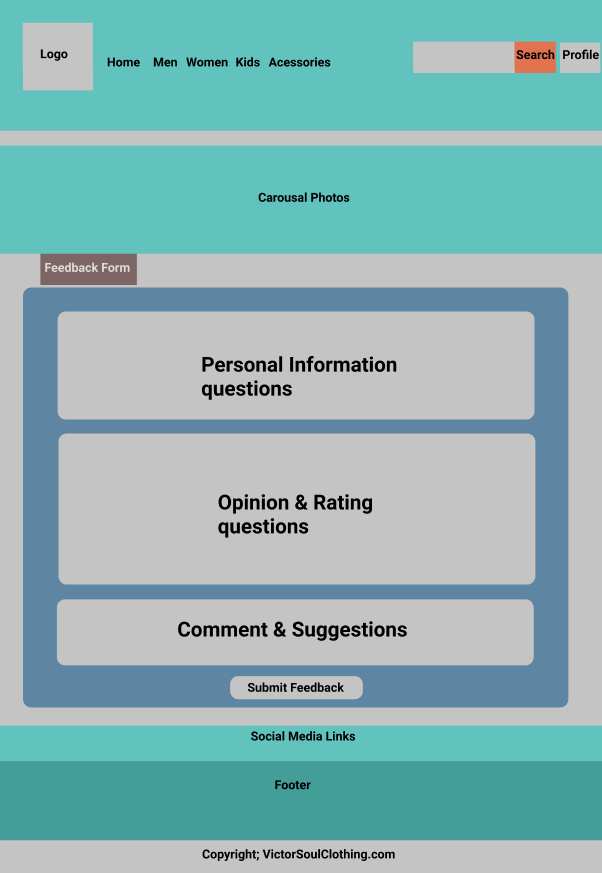 Logo
Home Men Women Kids Acessories
Search
Profile
Carousal Photos
Feedback Form
Personal Information
questions
Opinion & Rating
questions
Comment & Suggestions
Submit Feedback
Social Media Links
Footer
Copyright; VictorSoulClothing.com